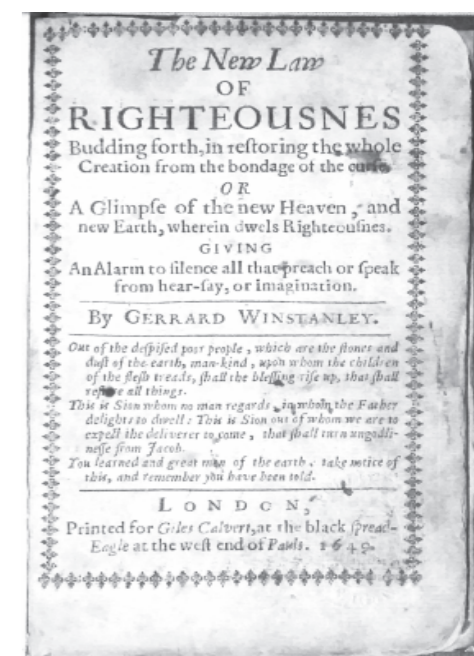 The New Law
OF
RIGHTEOUSNES
Budding forth, in reſtoring the whole
Creation from the bondage of the curſe.
OR
A Glimpſe of the new Heaven, and
new Earth, wherein dwels Righteouſnes.
GIVING
An Alarm to ſilence all that preach or ſpeak
from hear-ſay, or imagination.
By GERRARD WINSTANLEY.
Out of the deſpiſed poor people, which are the ſtones and
duſt of the earth, man-kind, upon whom the children
of the fleſh treads, ſhall the bleſſing riſe up, that ſhall
reſtore all things.
This is Sion whom no man regards, in whom the Father
delights to dwell: This is Sion out of whom we are to
expect the deliverer to come, that ſhall turn ungodli-
neſſe from Jacob.
You learned and great men of the earth, take notice of
this, and remember you have been told.
LONDON,
Printed for Giles Calvert, at the black ſpread-
Eagle at the weſt end of Pauls. 1649.